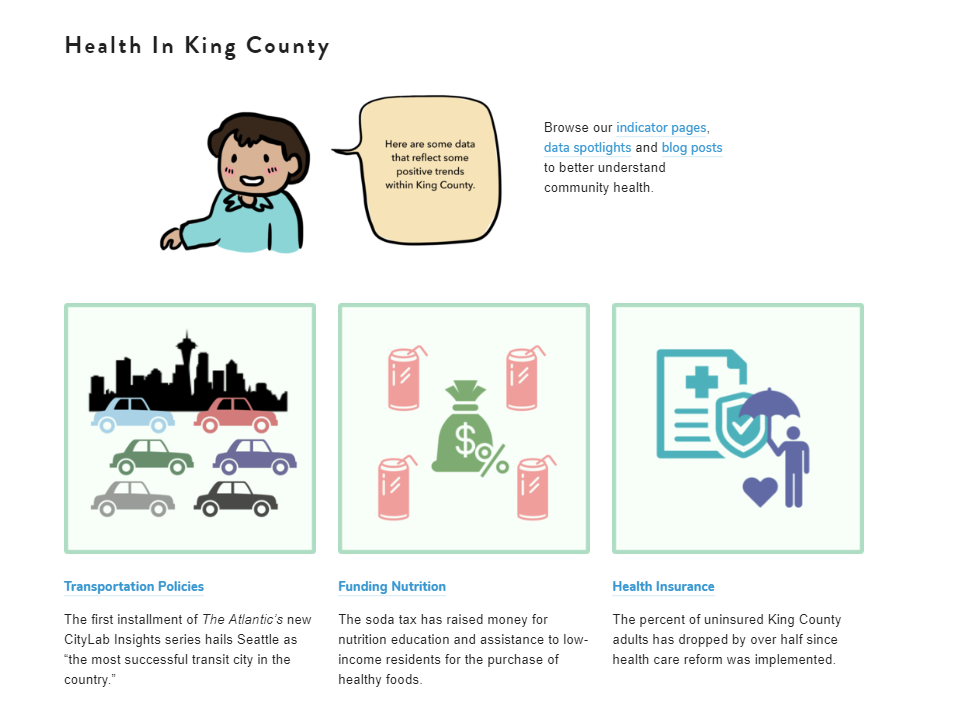 Health In King County
Here are some data
that reflect some
positive trends
within King County.
Browse our indicator pages,
data spotlights and blog posts
to better understand
community health.
$
%
Transportation Policies
The first installment of The Atlantic’s new
CityLab Insights series hails Seattle as
“the most successful transit city in the
country.”
Funding Nutrition
The soda tax has raised money for
nutrition education and assistance to low-
income residents for the purchase of
healthy foods.
Health Insurance
The percent of uninsured King County
adults has dropped by over half since
health care reform was implemented.